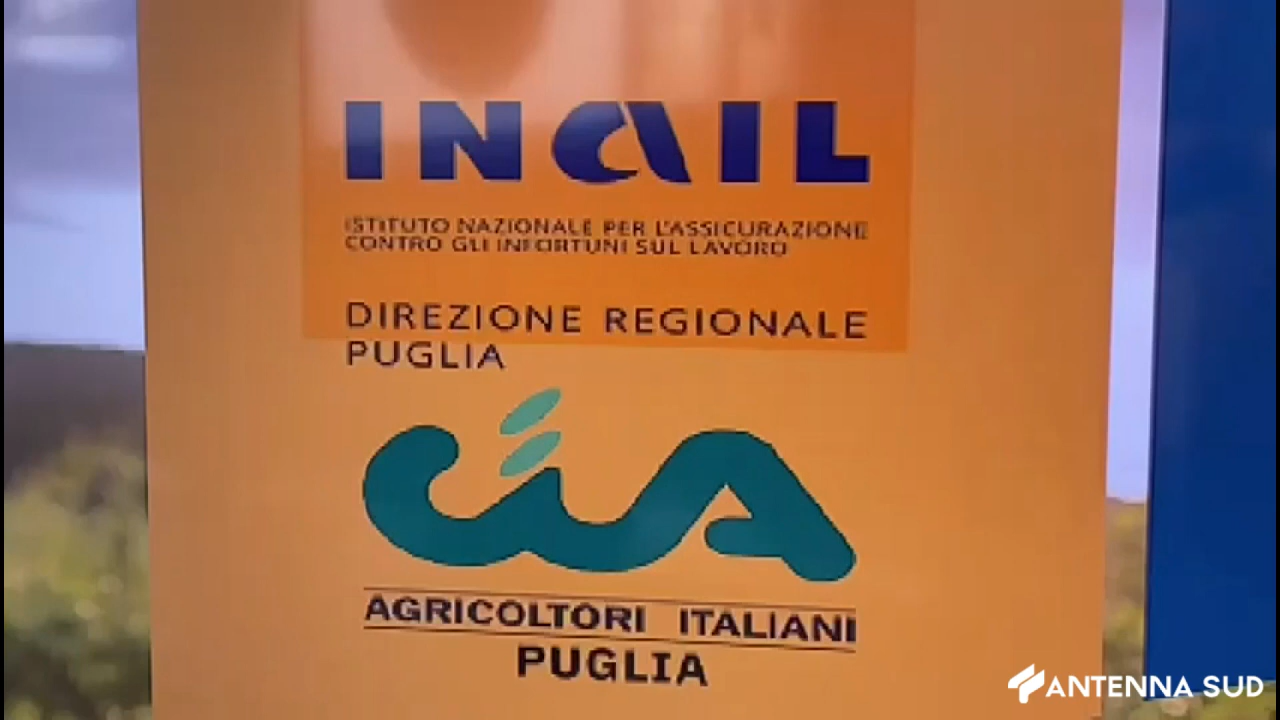 INAIL
ISTITUTO NAZIONALE PER L'ASSICURAZIONE
CONTRO GLI INFORTUNI SUL LAVORO
DIREZIONE REGIONALE
PUGLIA
CIA
AGRICOLTORI ITALIANI
PUGLIA
ANTENNA SUD